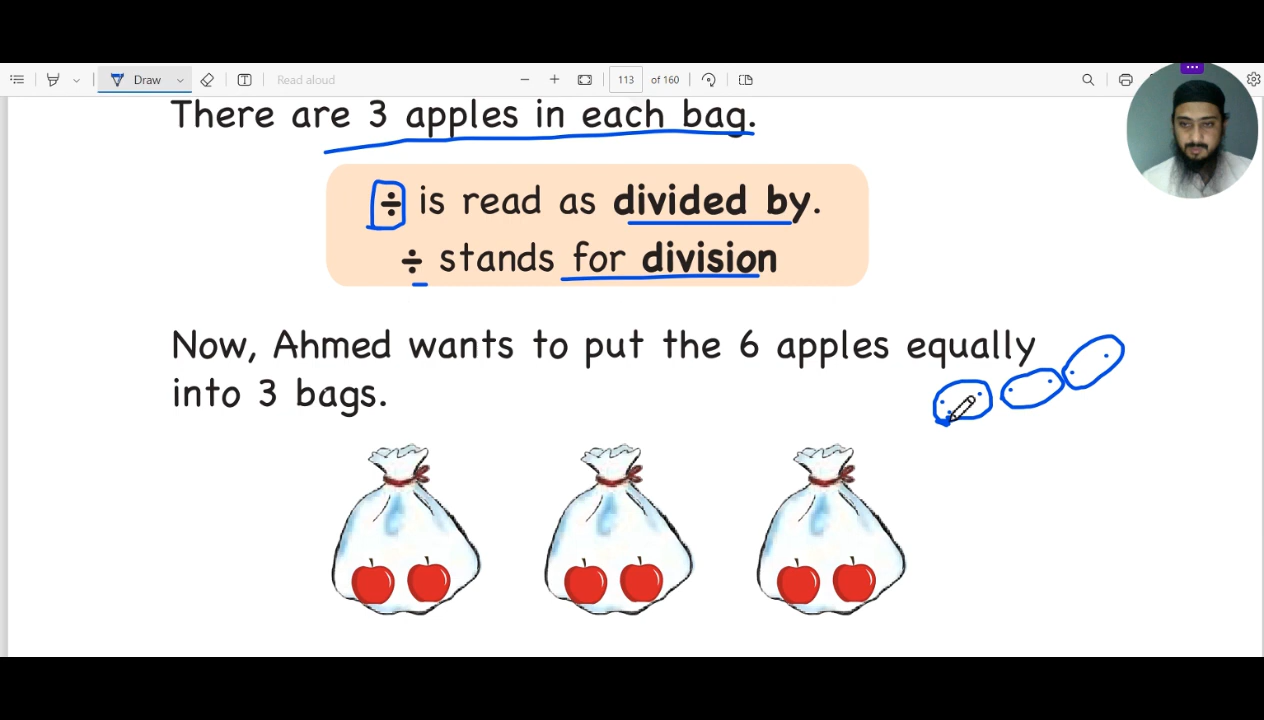 Draw
Read aloud
113 of 160
There are 3 apples in each bag.
÷ is read as divided by.
÷ stands for division
Now, Ahmed wants to put the 6 apples equally
into 3 bags.